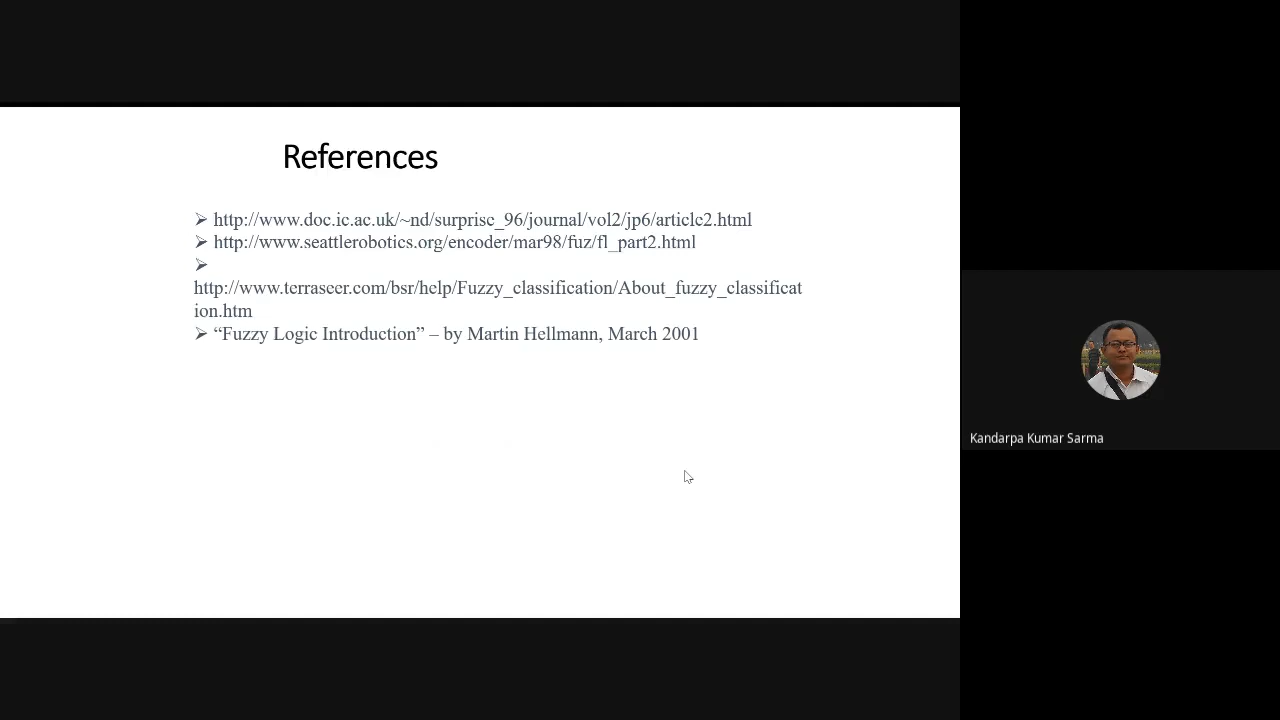 References
➢ http://www.doc.ic.ac.uk/~nd/surprise_96/journal/vol2/jp6/article2.html
➢ http://www.seattlerobotics.org/encoder/mar98/fuz/fl_part2.html
➢
http://www.terraseer.com/bsr/help/Fuzzy_classification/About_fuzzy_classificat
ion.htm
➢ “Fuzzy Logic Introduction” – by Martin Hellmann, March 2001
Kandarpa Kumar Sarma